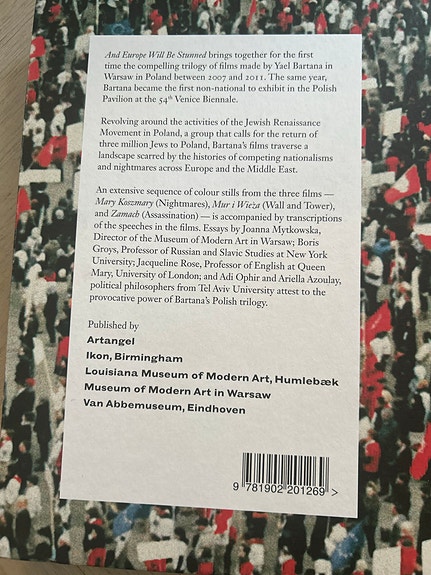 And Europe Will Be Stunned brings together for the first
time the compelling trilogy of films made by Yael Bartana in
Warsaw in Poland between 2007 and 2011. The same year,
Bartana became the first non-national to exhibit in the Polish
Pavilion at the 54th Venice Biennale.
Revolving around the activities of the Jewish Renaissance
Movement in Poland, a group that calls for the return of
three million Jews to Poland, Bartana's films traverse a
landscape scarred by the histories of competing nationalisms
and nightmares across Europe and the Middle East.
An extensive sequence of colour stills from the three films —
Mary Koszmary (Nightmares), Mur i Wieża (Wall and Tower),
and Zamach (Assassination) — is accompanied by transcriptions
of the speeches in the films. Essays by Joanna Mytkowska,
Director of the Museum of Modern Art in Warsaw; Boris
Groys, Professor of Russian and Slavic Studies at New York
University; Jacqueline Rose, Professor of English at Queen
Mary, University of London; and Adi Ophir and Ariella Azoulay,
political philosophers from Tel Aviv University attest to the
provocative power of Bartana's Polish trilogy.
Published by
Artangel
Ikon, Birmingham
Louisiana Museum of Modern Art, Humlebæk
Museum of Modern Art in Warsaw
Van Abbemuseum, Eindhoven
9 781902 201269 >